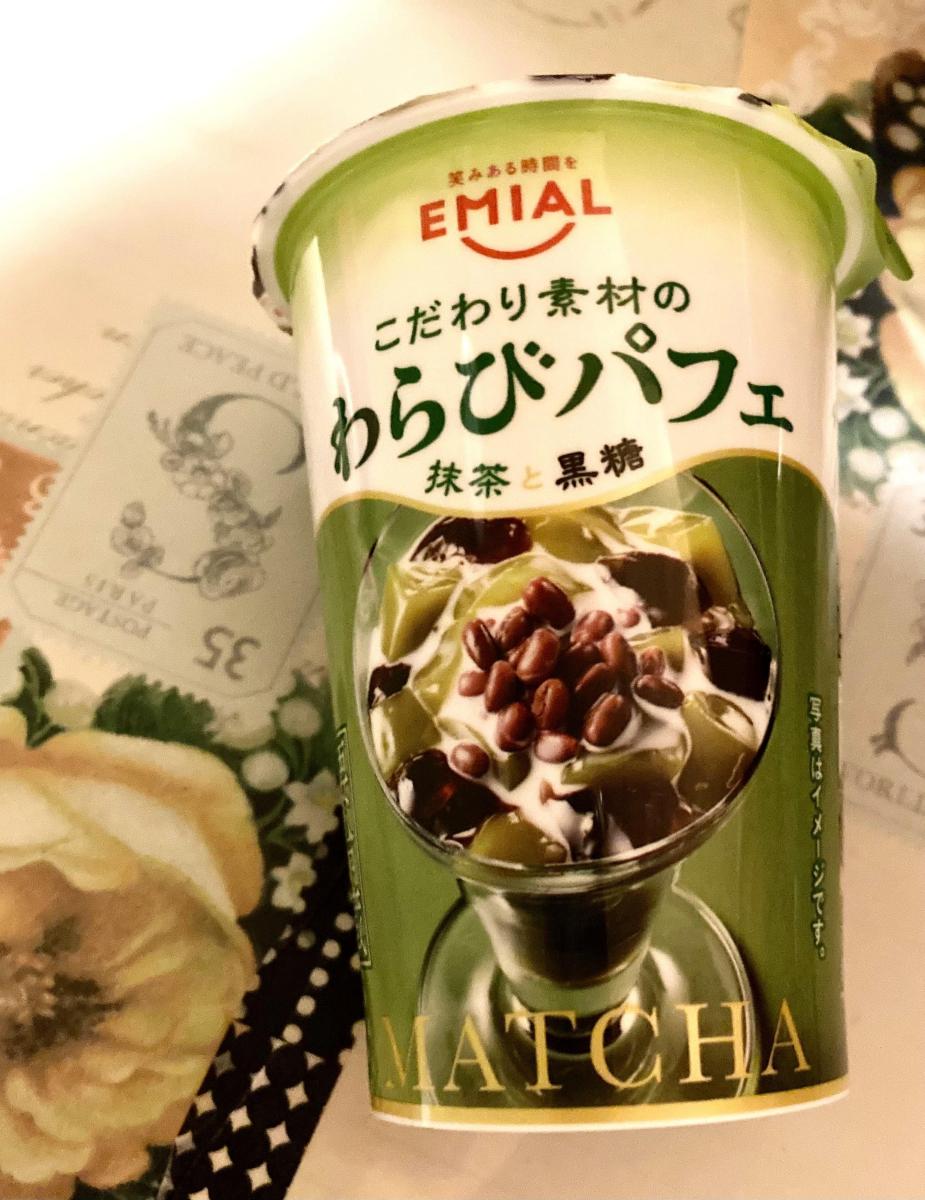 笑みある時間を
EMIAL
こだわり素材の
わらびパフェ
抹茶と黒糖
写真はイメージです。
MATCHA
POSTAGE
PARIS
35